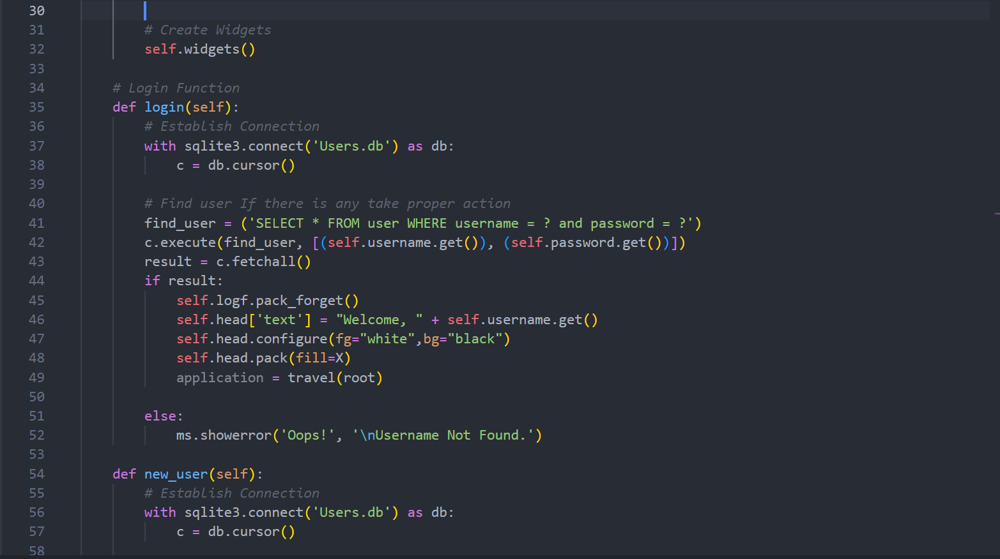 30
31 # Create Widgets
32 self.widgets()
33
34 # Login Function
35 def login(self):
36 # Establish Connection
37 with sqlite3.connect('Users.db') as db:
38 c = db.cursor()
39
40 # Find user If there is any take proper action
41 find_user = ('SELECT * FROM user WHERE username = ? and password = ?')
42 c.execute(find_user, [(self.username.get()), (self.password.get())])
43 result = c.fetchall()
44 if result:
45 self.logf.pack_forget()
46 self.head['text'] = "Welcome, " + self.username.get()
47 self.head.configure(fg="white",bg="black")
48 self.head.pack(fill=X)
49 application = travel(root)
50
51 else:
52 ms.showerror('Oops!', '\nUsername Not Found.')
53
54 def new_user(self):
55 # Establish Connection
56 with sqlite3.connect('Users.db') as db:
57 c = db.cursor()
58